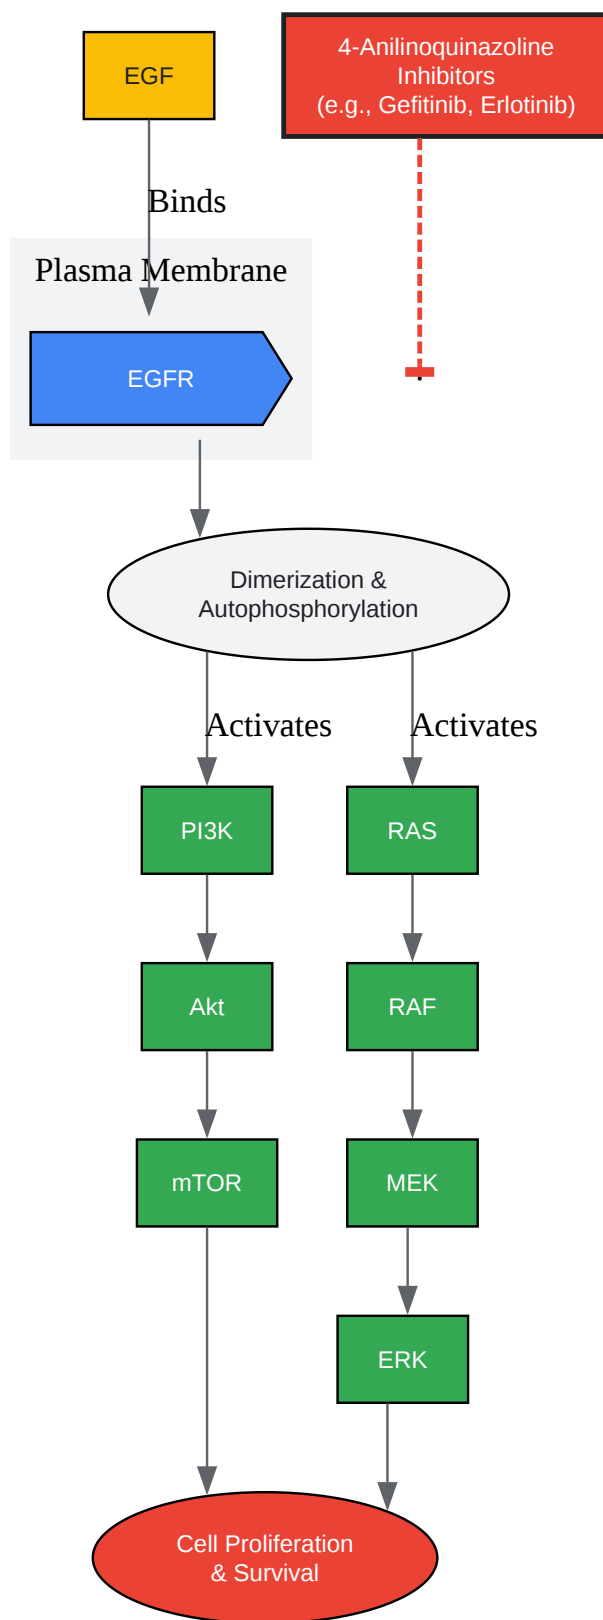 EGF
4-Anilinoquinazoline
Inhibitors
(e.g., Gefitinib, Erlotinib)
Binds
Plasma Membrane
EGFR
Dimerization &
Autophosphorylation
Activates
Activates
PI3K
RAS
Akt
RAF
mTOR
MEK
ERK
Cell Proliferation
& Survival